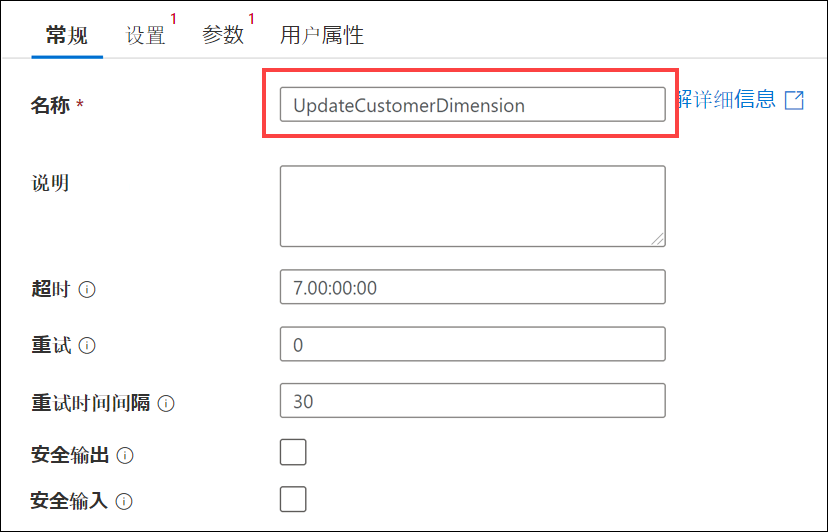 常规 设置 1 参数 1 用户属性
名称 * UpdateCustomerDimension 解详细信息
说明
超时 7.00:00:00
重试 0
重试时间间隔 30
安全输出
安全输入